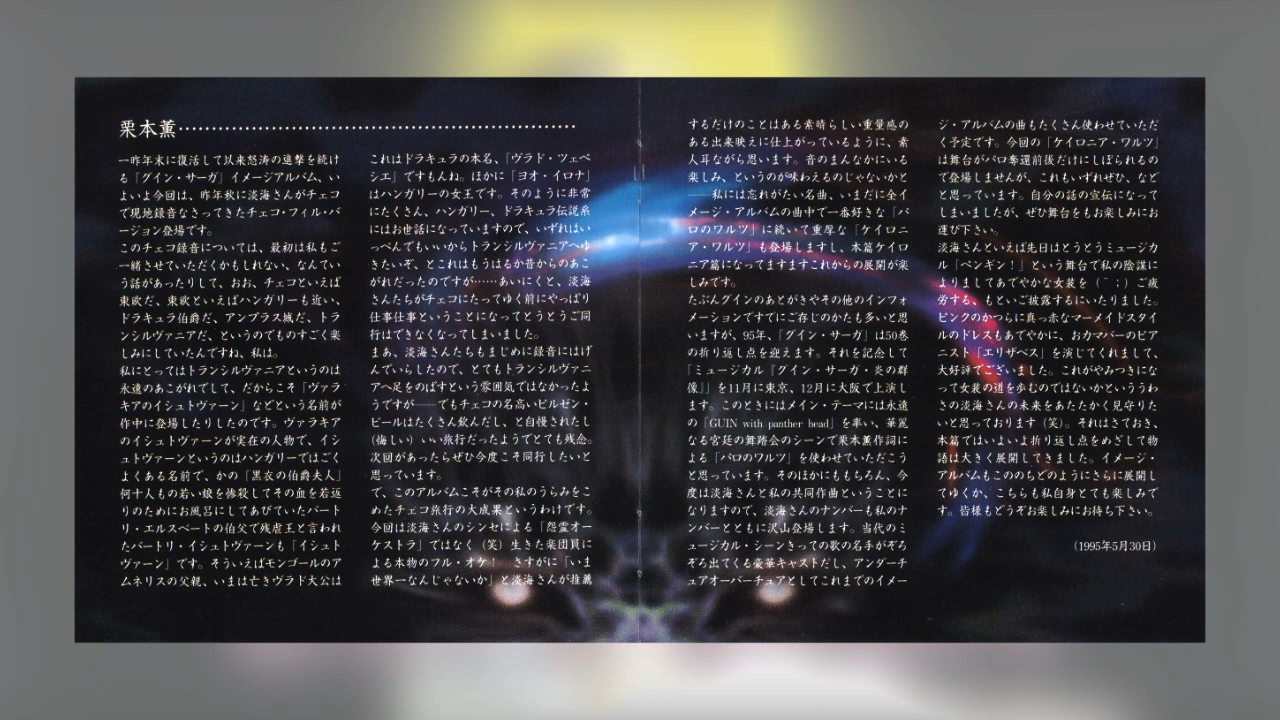 栗本薫
一昨年末に復活して以来怒涛の進撃を続け
る「グイン・サーガ」イメージアルバム、い
よいよ今回は、昨年秋に淡海さんがチェコ
で現地録音なさってきたチェコ・フィル・バ
ージョン登場です。
このチェコ録音については、最初は私もご
一緒させていただくかもしれない、なんてい
う話があったりして、おお、チェコといえば
東欧だ、東欧といえばハンガリーも近い、
ドラキュラ伯爵だ、アンブラス城だ、トラ
ンシルヴァニアだ、というのでものすごく楽
しみにしていたんですね、私は。
私にとってはトランシルヴァニアというのは
永遠のあこがれでして、だからこそ「ヴァラ
キアのイシュトヴァーン」などという名前が
作中に登場したりしたのです。ヴァラキア
のイシュトヴァーンが実在の人物で、イシ
ュトヴァーンというのはハンガリーではごく
よくある名前で、かの「黒衣の伯爵夫人」
何十人もの若い娘を惨殺してその血を若返
りのためにお風呂にしてあびていたバート
リ・エルスベートの伯父で残虐王と言われ
たバートリ・イシュトヴァーンも「イシュト
ヴァーン」です。そういえばモンゴールのア
ムネリスの父親、いまは亡きヴラド大公は
これはドラキュラの本名、「ヴラド・ツェペ
シエ」ですもんね。ほかに「ヨオ・イロナ」
はハンガリーの女王です。そのように非常
にたくさん、ハンガリー、ドラキュラ伝説系
にはお世話になっていますので、いずれはい
っぺんでもいいからトランシルヴァニアへゆ
きたいぞ、とこれはもうはるか昔からのあこ
がれだったのですが……あいにくと、淡海
さんたちがチェコにたってゆく前にやっぱり
仕事仕事ということになってとうとうご同
行はできなくなってしまいました。
まあ、淡海さんたちもまじめに録音にはげ
んでいらしたので、とてもトランシルヴァニ
アへ足をのばすという雰囲気ではなかったよ
うですが――でもチェコの名高いピルゼン・
ビールはたくさん飲んだし、と自慢されたし
(悔しい) いい旅行だったようでとても残念。
次回があったらぜひ今度こそ同行したいと
思っています。
で、このアルバムこそがその私のうらみをこ
めたチェコ旅行の大成果というわけです。
今回は淡海さんのシンセによる「怨霊オー
ケストラ」ではなく (笑) 生きた楽団員に
よる本物のフル・オケ! さすがに「いま
世界一なんじゃないか」と淡海さんが推薦
するだけのことはある素晴らしい重量感の
ある出来映えに仕上がっているように、素
人耳ながら思います。音のまんなかにいる
楽しみ、というのが味わえるのじゃないかと
――私には忘れがたい名曲、いまだに全イ
メージ・アルバムの曲中で一番好きな「パ
ロのワルツ」に続いて重厚な「ケイロニ
ア・ワルツ」も登場しますし、本篇ケイロ
ニア篇になってますますこれからの展開が楽
しみです。
たぶんグインのあとがきやその他のインフォ
メーションですでにご存じのかたも多いと思
いますが、95年、「グイン・サーガ」は50巻
の折り返し点を迎えます。それを記念して
「ミュージカル『グイン・サーガ・炎の群
像』」を11月に東京、12月に大阪で上演し
ます。このときにはメイン・テーマには永遠
の「GUIN with panther head」を率い、華麗
なる宮廷の舞踏会のシーンで栗本薫作詞に
よる「パロのワルツ」を使わせていただこう
と思っています。そのほかにももちろん、今
度は淡海さんと私の共同作曲ということに
なりますので、淡海さんのナンバーも私のナ
ンバーとともに沢山登場します。当代のミ
ュージカル・シーンきっての歌の名手がぞろ
ぞろ出てくる豪華キャストだし、アンダーチ
ュアオーバーチュアとしてこれまでのイメー
ジ・アルバムの曲もたくさん使わせていただ
く予定です。今回の「ケイロニア・ワルツ」
は舞台がパロ奪還前後だけにしぼられるの
で登場しませんが、これもいずれぜひ、など
と思っています。自分の話の宣伝になって
しまいましたが、ぜひ舞台をもお楽しみにお
運び下さい。
淡海さんといえば先日はとうとうミュージカ
ル「ペンギン!」という舞台で私の陰謀に
よりましてあでやかな女装を (^ ;) ご披
労する、もといご披露するにいたりました。
ピンクのかつらに真っ赤なマーメイドスタイ
ルのドレスもあでやかに、おカマバーのピア
ニスト「エリザベス」を演じてくれまして、
大好評でございました。これがやみつきにな
って女装の道を歩むのではないかといううわ
さの淡海さんの未来をあたたかく見守りた
いと思っております (笑)。それはさておき、
本篇ではいよいよ折り返し点をめざして物
語は大きく展開してきました。イメージ・
アルバムもこののちどのようにさらに展開し
てゆくか、こちらも私自身とても楽しみで
す。皆様もどうぞお楽しみにお待ち下さい。
(1995年5月30日)